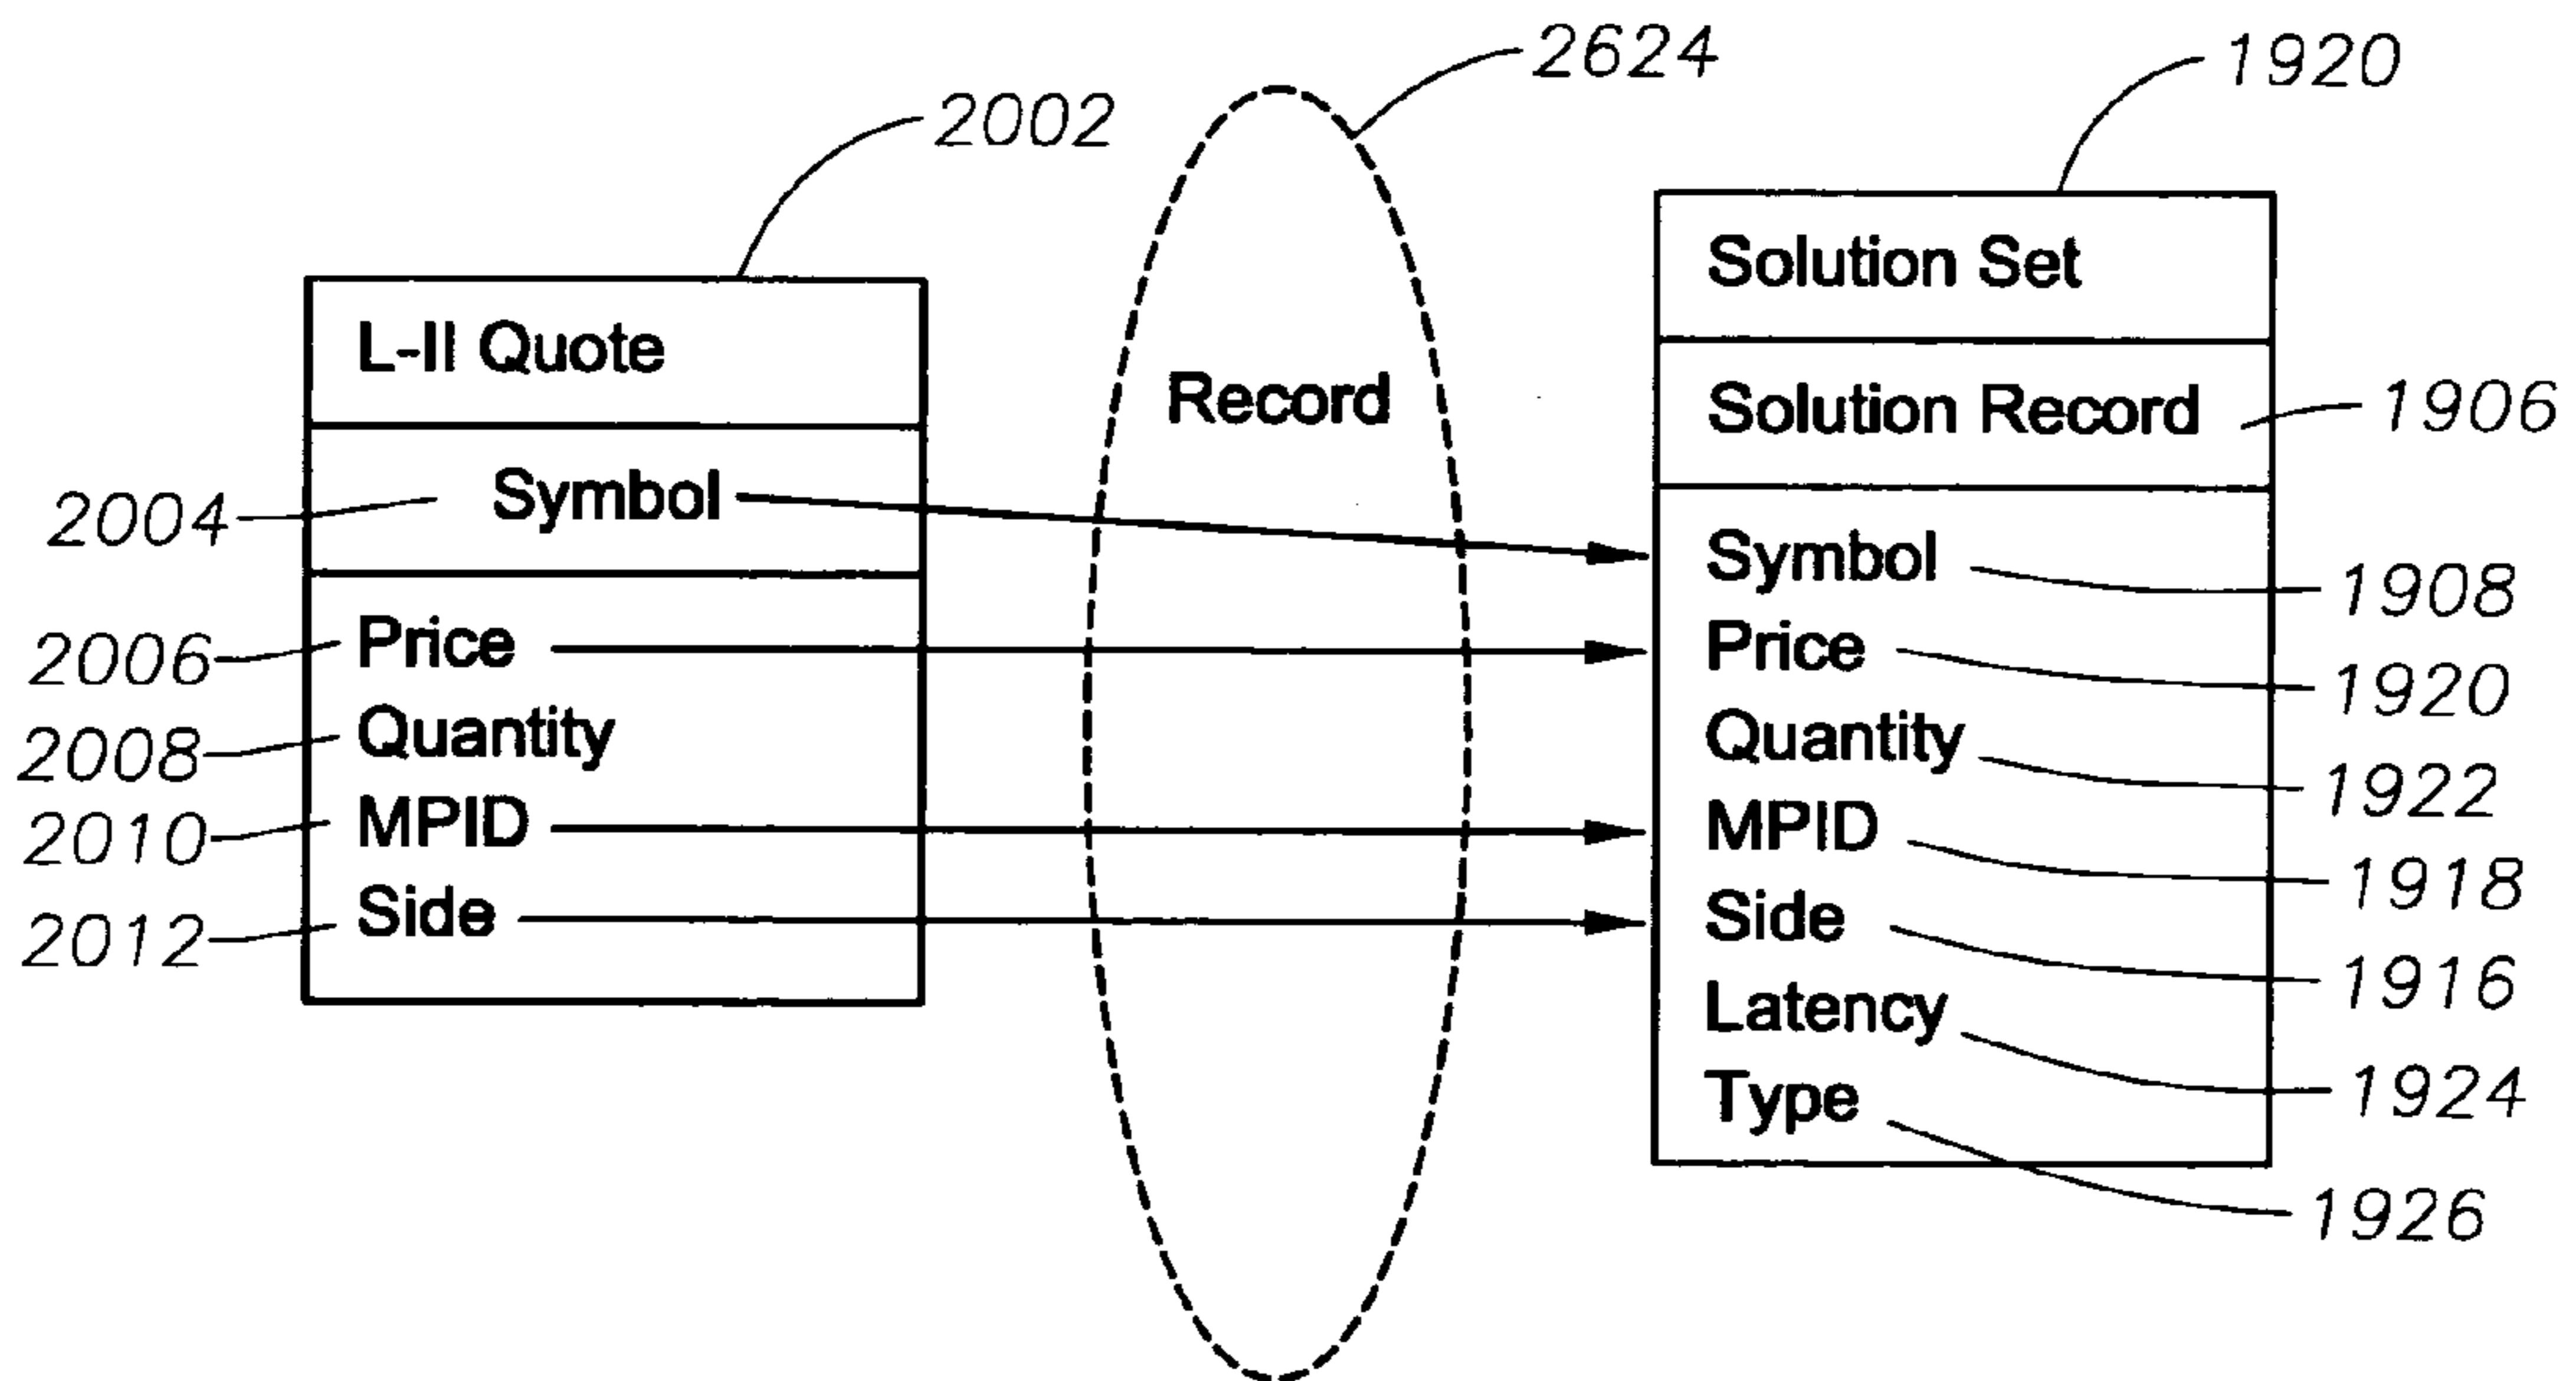 2624
1920
2002
Solution Set
L-II Quote
Record
Solution Record
1906
2004
Symbol
Symbol
1908
2006
Price
Price
1920
2008
Quantity
Quantity
1922
2010
MPID
MPID
1918
2012
Side
Side
1916
Latency
1924
Type
1926